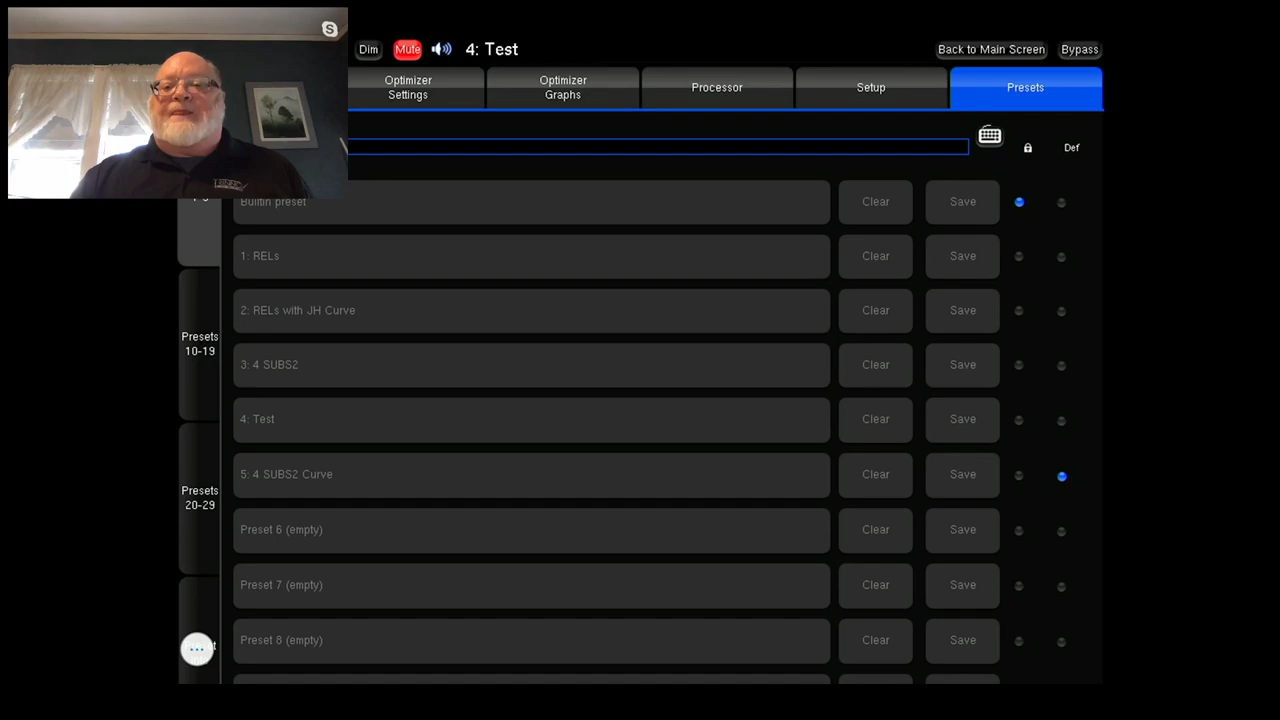 Dim
Mute
4: Test
Back to Main Screen
Bypass
Optimizer
Settings
Optimizer
Graphs
Processor
Setup
Presets
Def
Builtin preset
Clear
Save
1: RELs
Clear
Save
2: RELs with JH Curve
Clear
Save
Presets
10-19
3: 4 SUBS2
Clear
Save
4: Test
Clear
Save
5: 4 SUBS2 Curve
Clear
Save
Presets
20-29
Preset 6 (empty)
Clear
Save
Preset 7 (empty)
Clear
Save
Preset 8 (empty)
Clear
Save